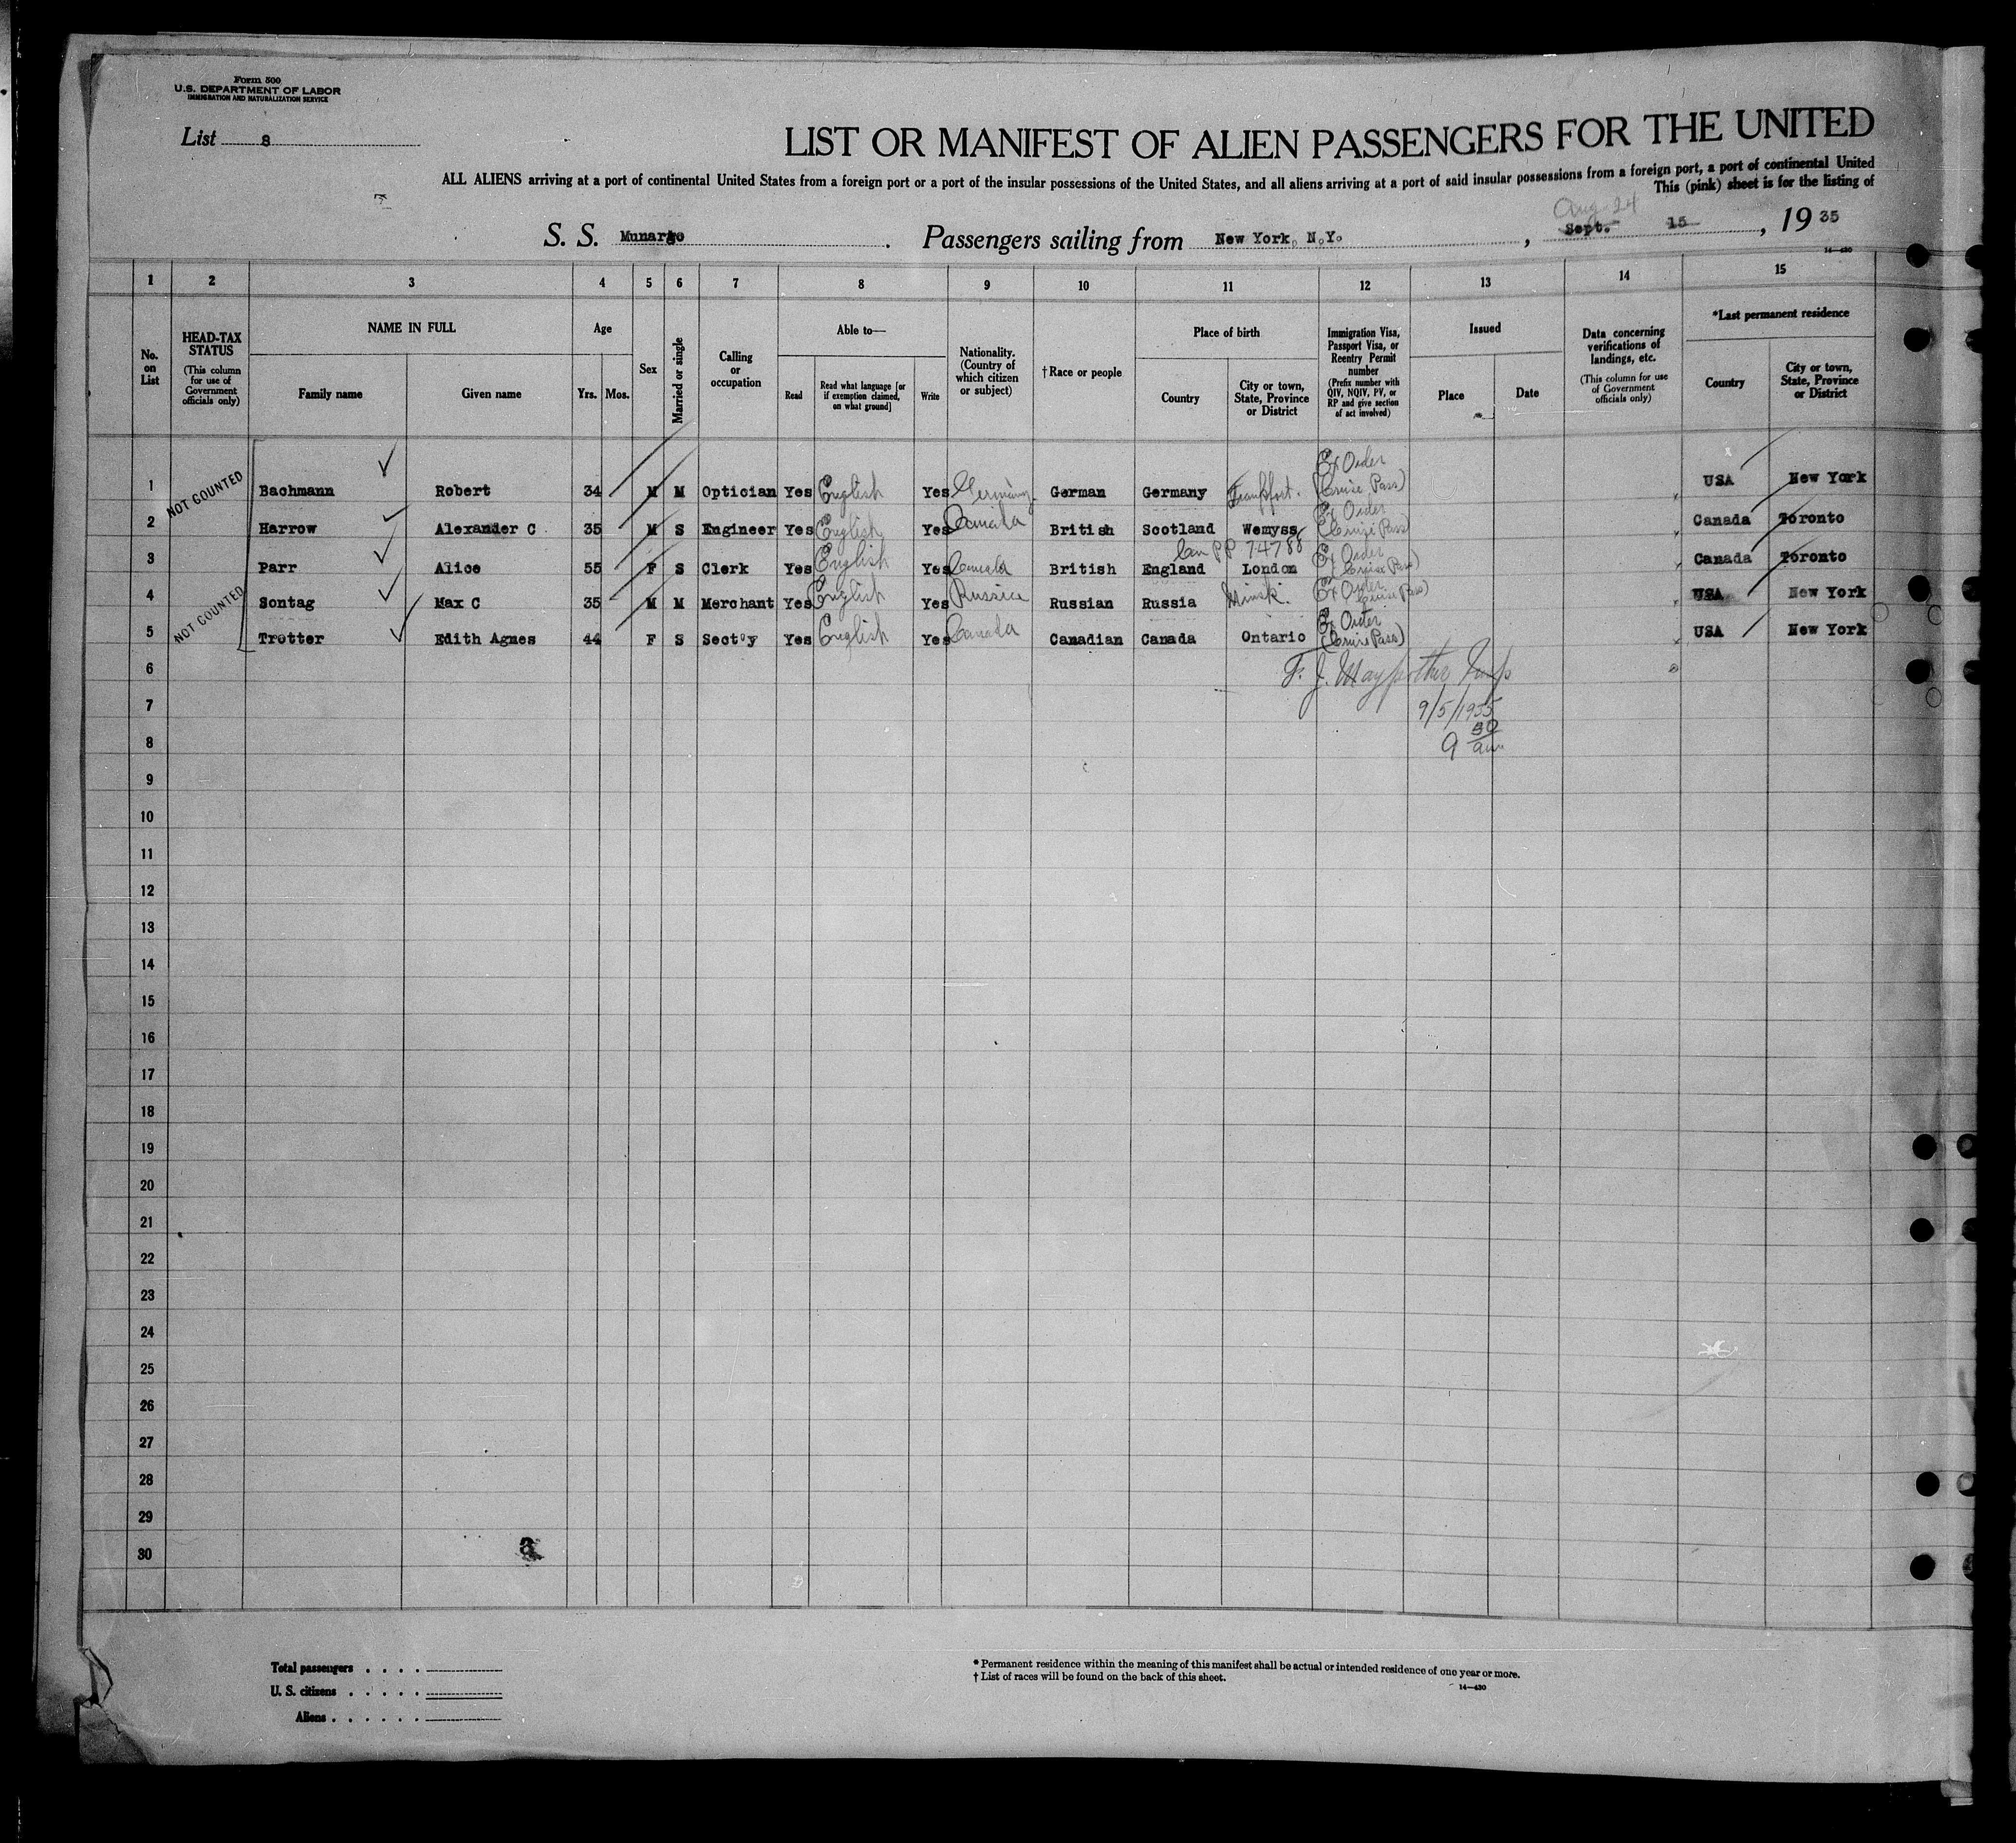 Form 500
U.S. DEPARTMENT OF LABOR
IMMIGRATION AND NATURALIZATION SERVICE
List 8
LIST OR MANIFEST OF ALIEN PASSENGERS FOR THE UNITED
ALL ALIENS arriving at a port of continental United States from a foreign port or a port of the insular possessions of the United States, and all aliens arriving at a port of said insular possessions from a foreign port, a port of continental United
This (pink) sheet is for the listing of
Aug 24
S. S. Munargo . Passengers sailing from New York, N.Y. , Sept. 15 , 19 35
14—430
1 2 3 4 5 6 7 8 9 10 11 12 13 14 15
No. on List
HEAD-TAX STATUS
(This column for use of Government officials only)
NAME IN FULL
Family name
Given name
Age
Yrs.
Mos.
Sex
Married or single
Calling or occupation
Able to—
Read
Read what language [or if exemption claimed, on what ground]
Write
Nationality. (Country of which citizen or subject)
†Race or people
Place of birth
Country
City or town, State, Province or District
Immigration Visa, Passport Visa, or Reentry Permit number
(Prefix number with QIV, NQIV, PV, or RP and give section of act involved)
Issued
Place
Date
Data concerning verifications of landings, etc.
(This column for use of Government officials only)
*Last permanent residence
Country
City or town, State, Province or District
NOT COUNTED
1 Bachmann Robert 34 M M Optician Yes English Yes Germany German Germany Frankfort. Ex Order (Cruise Pass) USA New York
2 Harrow Alexander C 35 M S Engineer Yes English Yes Canada British Scotland Wemyss Ex Order (Cruise Pass) Canada Toronto
Can PP 74788
3 Parr Alice 55 F S Clerk Yes English Yes Canada British England London Ex Order (Cruise Pass) Canada Toronto
NOT COUNTED
4 Sontag Max C 35 M M Merchant Yes English Yes Russia Russian Russia Minsk. Ex Order (Cruise Pass) USA New York
5 Trotter Edith Agnes 44 F S Sect'y Yes English Yes Canada Canadian Canada Ontario Ex Order (Cruise Pass) USA New York
6 F. J.
7 9/5/1935
8 9 30 am
9
10
11
12
13
14
15
16
17
18
19
20
21
22
23
24
25
26
27
28
29
30
Total passengers . . . .
U. S. citizens . . . . .
Aliens . . . . . .
* Permanent residence within the meaning of this manifest shall be actual or intended residence of one year or more.
† List of races will be found on the back of this sheet.
14—430